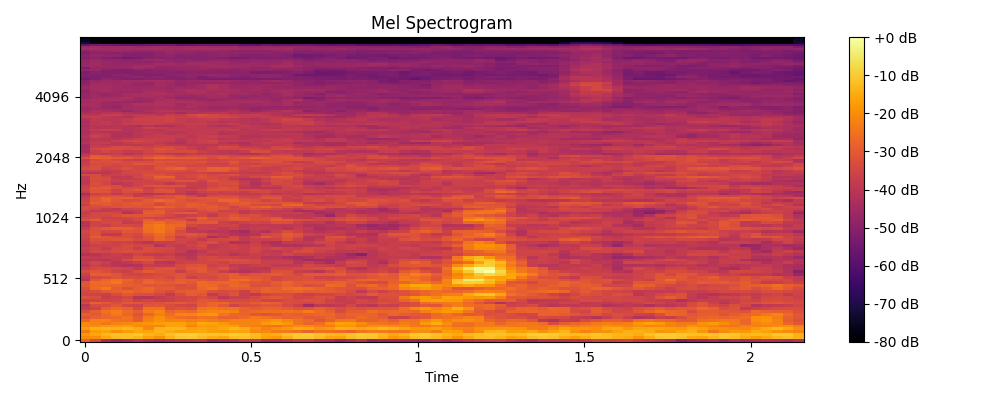 Mel Spectrogram
+0 dB
-10 dB
-20 dB
-30 dB
-40 dB
-50 dB
-60 dB
-70 dB
-80 dB
Hz
4096
2048
1024
512
0
0 0.5 1 1.5 2
Time